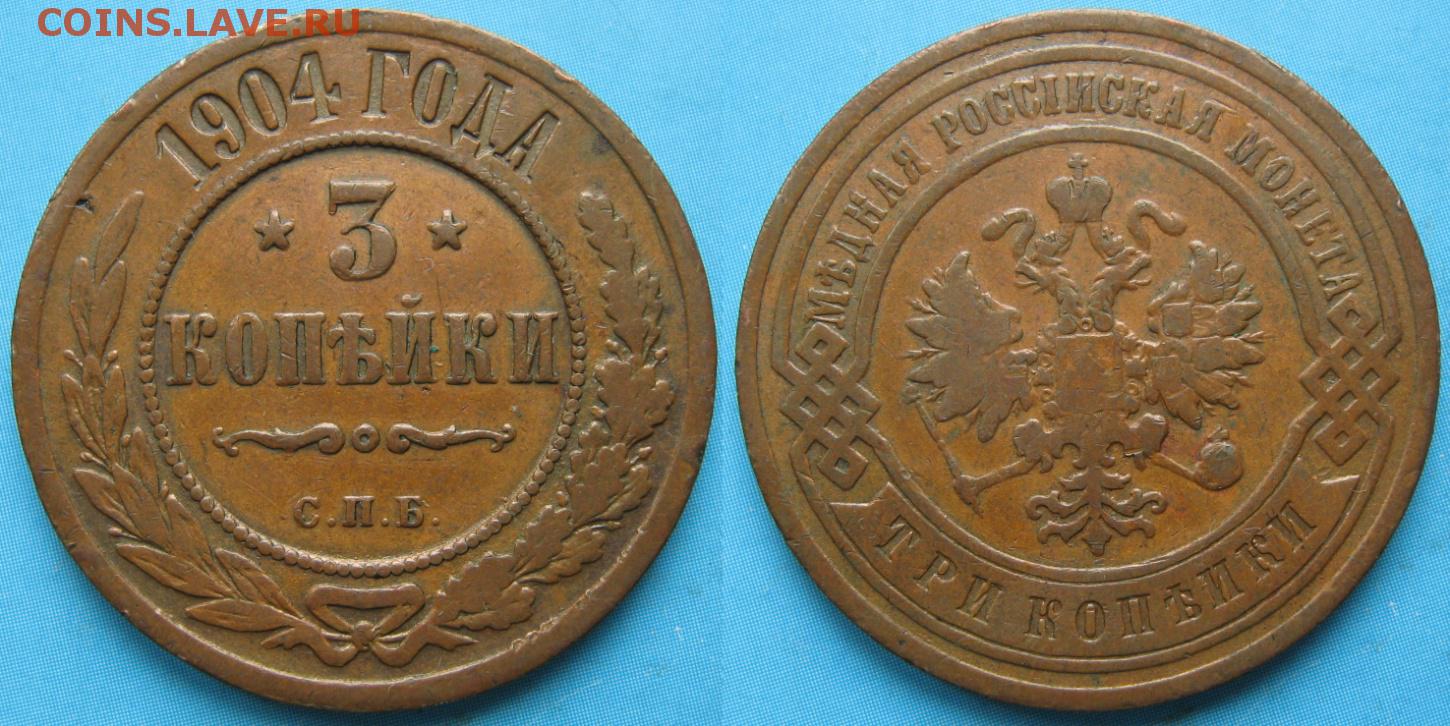 COINS.LAVE.RU
1904 ГОДА
3
КОПѢЙКИ
С.П.Б.
МѢДНАЯ РОССІЙСКАЯ МОНЕТА
ТРИ КОПѢЙКИ